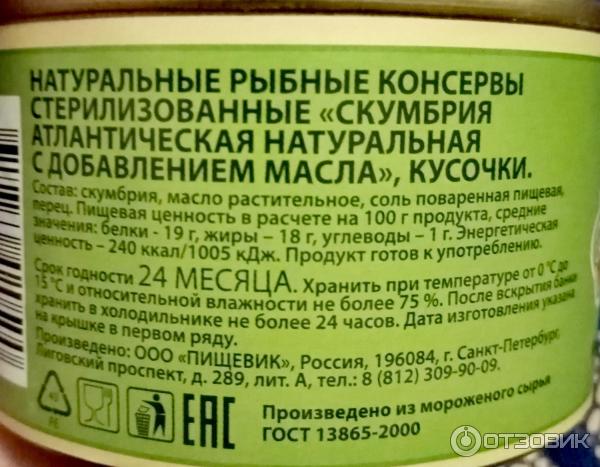 НАТУРАЛЬНЫЕ РЫБНЫЕ КОНСЕРВЫ
СТЕРИЛИЗОВАННЫЕ «СКУМБРИЯ
АТЛАНТИЧЕСКАЯ НАТУРАЛЬНАЯ
С ДОБАВЛЕНИЕМ МАСЛА», КУСОЧКИ.
Состав: скумбрия, масло растительное, соль поваренная пищевая,
перец. Пищевая ценность в расчете на 100 г продукта, средние
значения: белки - 19 г, жиры – 18 г, углеводы – 1 г. Энергетическая
ценность – 240 ккал/1005 кДж. Продукт готов к употреблению.
Срок годности 24 МЕСЯЦА. Хранить при температуре от 0 °С до
15 °С и относительной влажности не более 75 %. После вскрытия банки
хранить в холодильнике не более 24 часов. Дата изготовления указана
на крышке в первом ряду.
Произведено: ООО «ПИЩЕВИК», Россия, 196084, г. Санкт-Петербург,
Лиговский проспект, д. 289, лит. А, тел.: 8 (812) 309-90-09.
40
FE
EAC
Произведено из мороженого сырья
ГОСТ 13865-2000
ОТЗОВИК